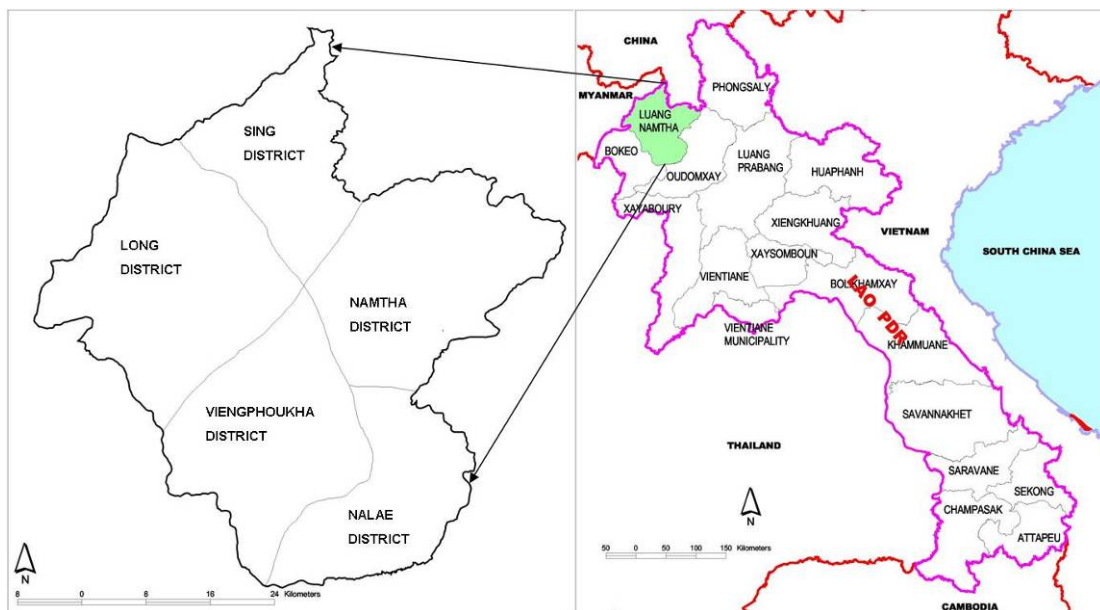 SING
DISTRICT
LONG
DISTRICT
NAMTHA
DISTRICT
VIENGPHOUKHA
DISTRICT
NALAE
DISTRICT
N
8 0 8 16 24 Kilometers
CHINA
MYANMAR
PHONGSALY
LUANG
NAMTHA
BOKEO
LUANG
PRABANG
OUDOMXAY
HUAPHANH
XAYABOURY
XIENGKHUANG
VIETNAM
SOUTH CHINA SEA
XAYSOMBOUN
VIENTIANE
BOLIKHAMXAY
LAO PDR
VIENTIANE
MUNICIPALITY
KHAMMUANE
SAVANNAKHET
THAILAND
SARAVANE
SEKONG
CHAMPASAK
ATTAPEU
N
50 0 50 100 150 Kilometers
CAMBODIA